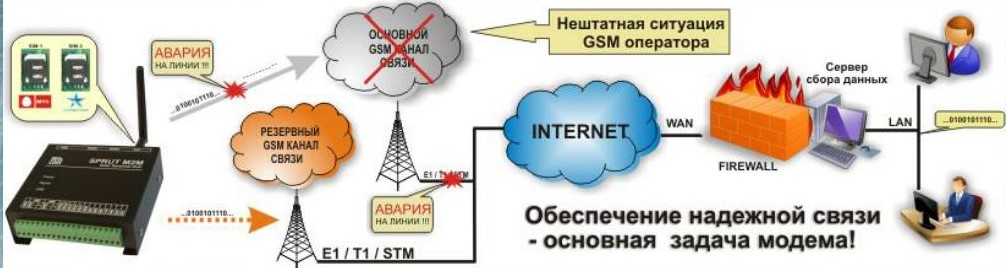 SIM 1 SIM 2
МТС
АВАРИЯ
НА ЛИНИИ !!!
...0100101110...
ОСНОВНОЙ
GSM КАНАЛ
СВЯЗИ
Нештатная ситуация
GSM оператора
SPRUT M2M
РЕЗЕРВНЫЙ
GSM КАНАЛ
СВЯЗИ
...0100101110...
E1 / T1 / STM
АВАРИЯ
НА ЛИНИИ !!!
E1 / T1 / STM
INTERNET
WAN
FIREWALL
Сервер
сбора данных
LAN
...0100101110...
Обеспечение надежной связи
- основная задача модема!